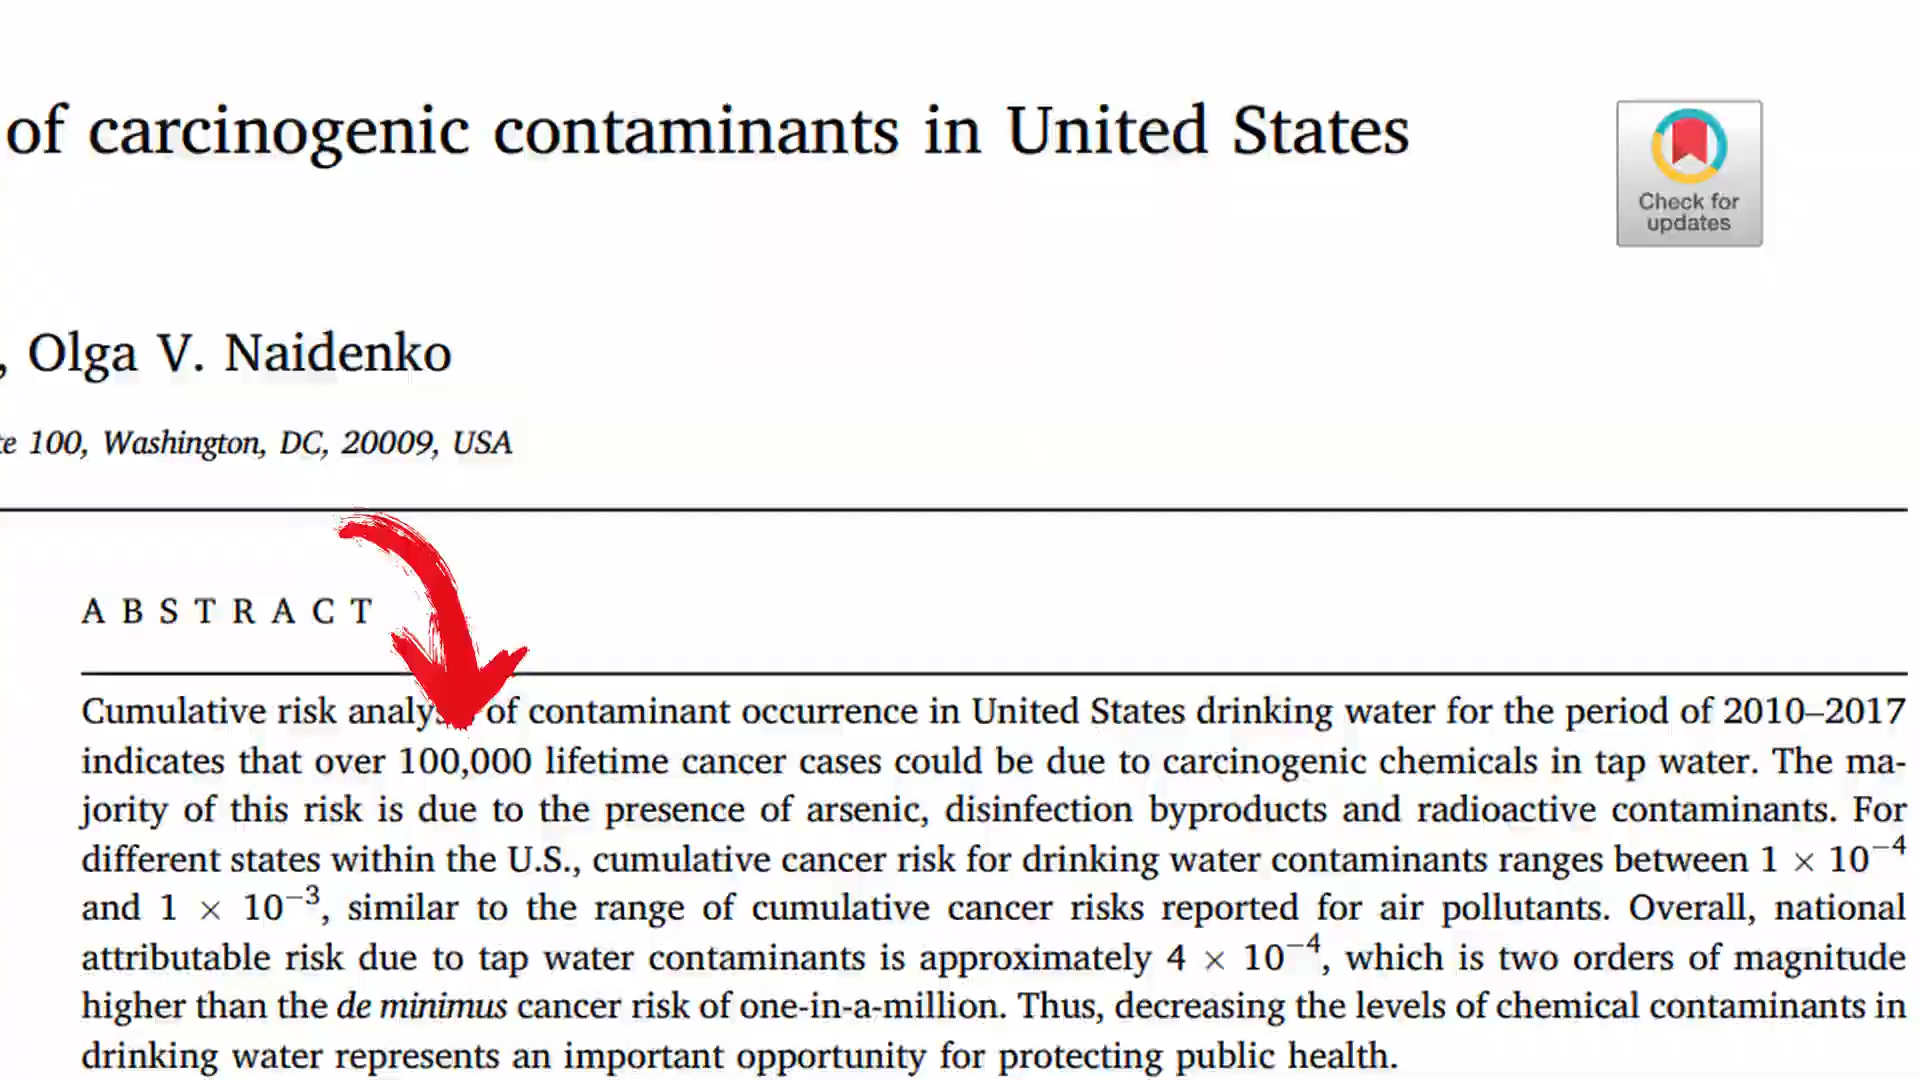 of carcinogenic contaminants in United States
Check for
updates
, Olga V. Naidenko
100, Washington, DC, 20009, USA
ABSTRACT
Cumulative risk of contaminant occurrence in United States drinking water for the period of 2010–2017
indicates that over 100,000 lifetime cancer cases could be due to carcinogenic chemicals in tap water. The ma-
jority of this risk is due to the presence of arsenic, disinfection byproducts and radioactive contaminants. For
different states within the U.S., cumulative cancer risk for drinking water contaminants ranges between 1 × 10⁻⁴
and 1 × 10⁻³, similar to the range of cumulative cancer risks reported for air pollutants. Overall, national
attributable risk due to tap water contaminants is approximately 4 × 10⁻⁴, which is two orders of magnitude
higher than the de minimus cancer risk of one-in-a-million. Thus, decreasing the levels of chemical contaminants in
drinking water represents an important opportunity for protecting public health.